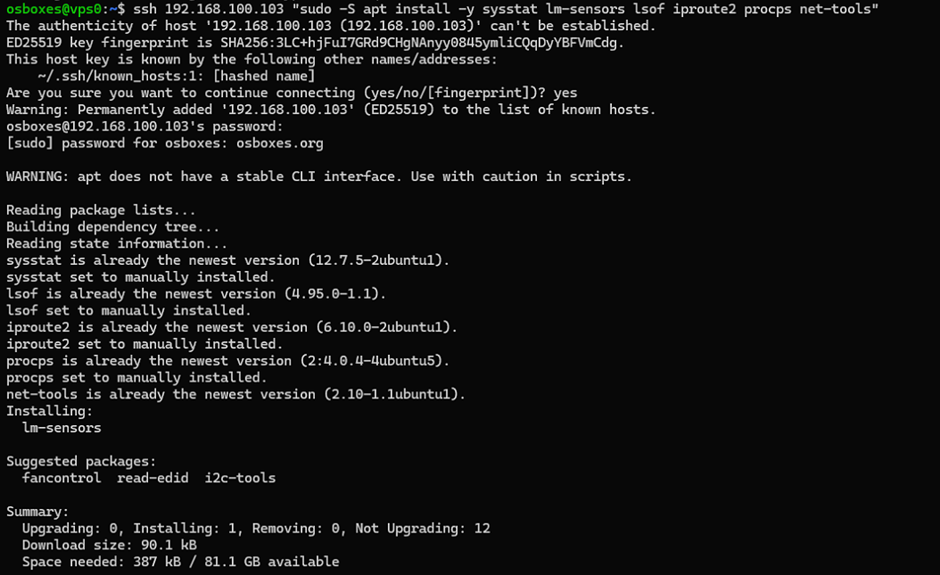 osboxes@vps0:~$ ssh 192.168.100.103 "sudo -S apt install -y sysstat lm-sensors lsof iproute2 procps net-tools"
The authenticity of host '192.168.100.103 (192.168.100.103)' can't be established.
ED25519 key fingerprint is SHA256:3LC+hjFuI7GRd9CHgNAnyy0845ymliCQqDyYBFVmCdg.
This host key is known by the following other names/addresses:
    ~/.ssh/known_hosts:1: [hashed name]
Are you sure you want to continue connecting (yes/no/[fingerprint])? yes
Warning: Permanently added '192.168.100.103' (ED25519) to the list of known hosts.
osboxes@192.168.100.103's password:
[sudo] password for osboxes: osboxes.org
WARNING: apt does not have a stable CLI interface. Use with caution in scripts.
Reading package lists...
Building dependency tree...
Reading state information...
sysstat is already the newest version (12.7.5-2ubuntu1).
sysstat set to manually installed.
lsof is already the newest version (4.95.0-1.1).
lsof set to manually installed.
iproute2 is already the newest version (6.10.0-2ubuntu1).
iproute2 set to manually installed.
procps is already the newest version (2:4.0.4-4ubuntu5).
procps set to manually installed.
net-tools is already the newest version (2.10-1.1ubuntu1).
Installing:
  lm-sensors
Suggested packages:
  fancontrol  read-edid  i2c-tools
Summary:
  Upgrading: 0, Installing: 1, Removing: 0, Not Upgrading: 12
  Download size: 90.1 kB
  Space needed: 387 kB / 81.1 GB available